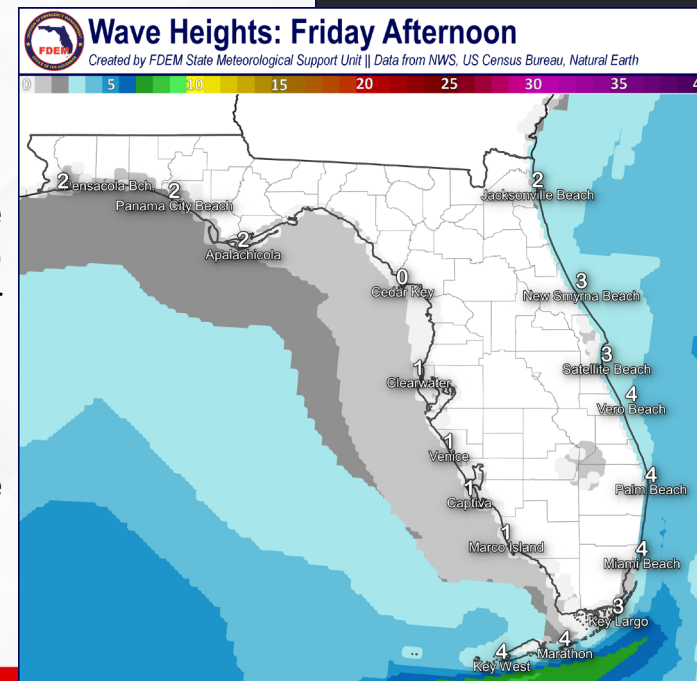 FDEM
Wave Heights: Friday Afternoon
Created by FDEM State Meteorological Support Unit || Data from NWS, US Census Bureau, Natural Earth
0 5 10 15 20 25 30 35 4
2
Pensacola Bch.
2
Panama City Beach
2
Jacksonville Beach
2
Apalachicola
0
Cedar Key
3
New Smyrna Beach
3
Satellite Beach
1
Clearwater
4
Vero Beach
1
Venice
4
Palm Beach
1
Captiva
1
Marco Island
4
Miami Beach
3
Key Largo
4
Marathon
4
Key West